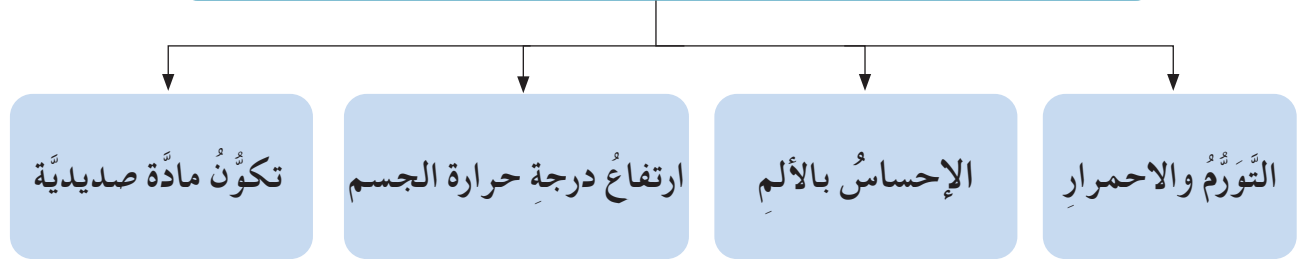 التَّوَرُّمُ والاحمرارِ
الإحساسُ بالألمِ
ارتفاعُ درجةِ حرارة الجسم
تكوُّنُ مادَّة صديديَّة